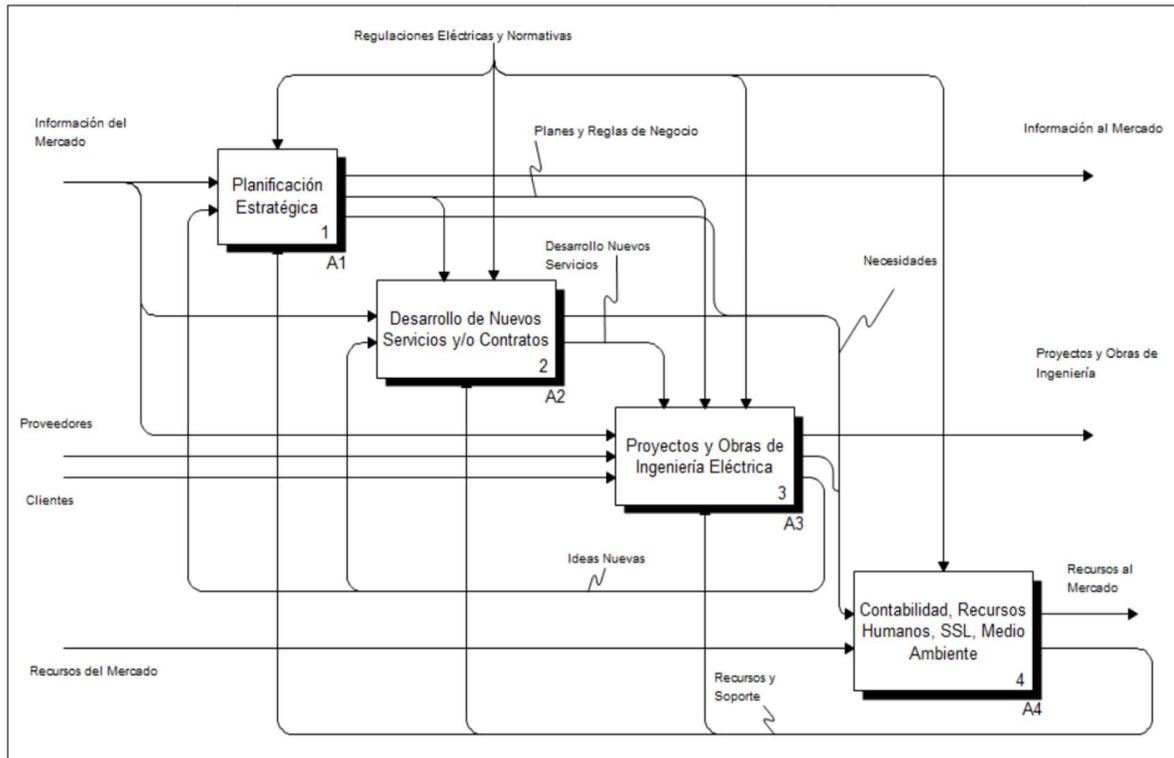 Regulaciones Eléctricas y Normativas
Información del
Mercado
Planes y Reglas de Negocio
Información al Mercado
Planificación
Estratégica
1
A1
Desarrollo Nuevos
Servicios
Necesidades
Desarrollo de Nuevos
Servicios y/o Contratos
2
A2
Proyectos y Obras de
Ingeniería
Proveedores
Proyectos y Obras de
Ingeniería Eléctrica
3
A3
Clientes
Ideas Nuevas
Recursos al
Mercado
Contabilidad, Recursos
Humanos, SSL, Medio
Ambiente
4
A4
Recursos del Mercado
Recursos y
Soporte